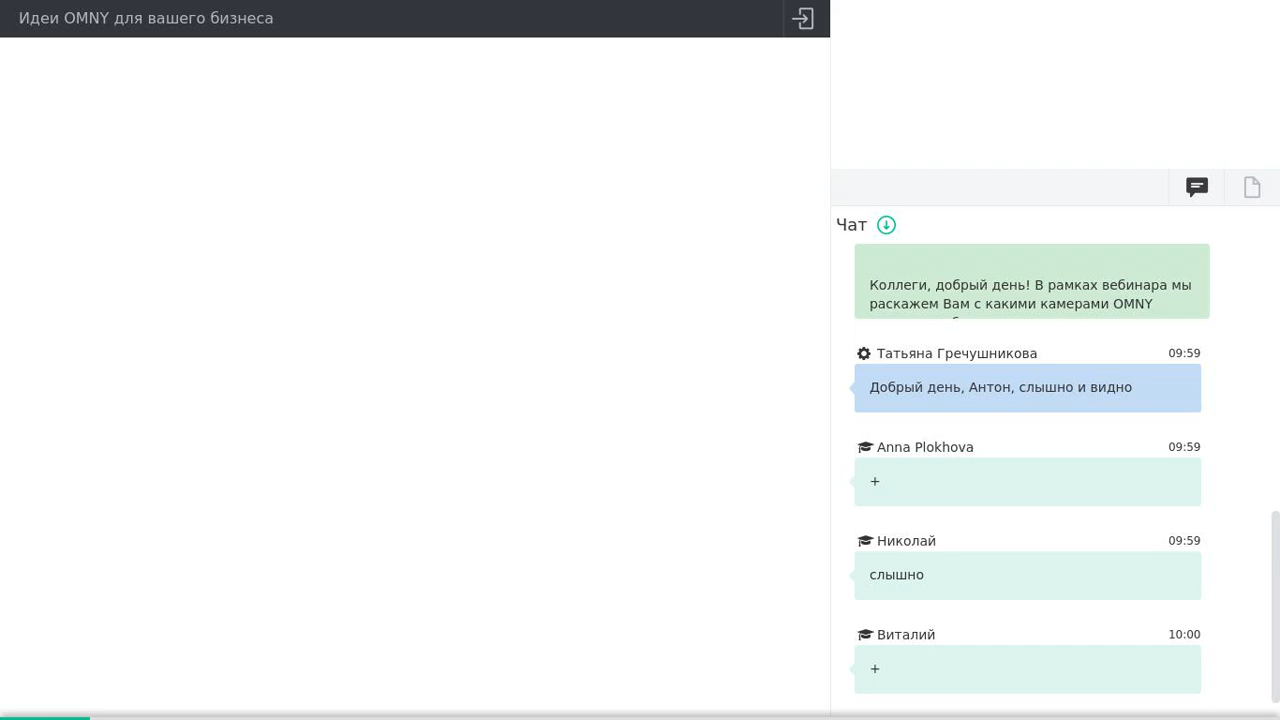 Идеи OMNY для вашего бизнеса
Чат
Коллеги, добрый день! В рамках вебинара мы
раскажем Вам с какими камерами OMNY
Татьяна Гречушникова 09:59
Добрый день, Антон, слышно и видно
Anna Plokhova 09:59
+
Николай 09:59
слышно
Виталий 10:00
+